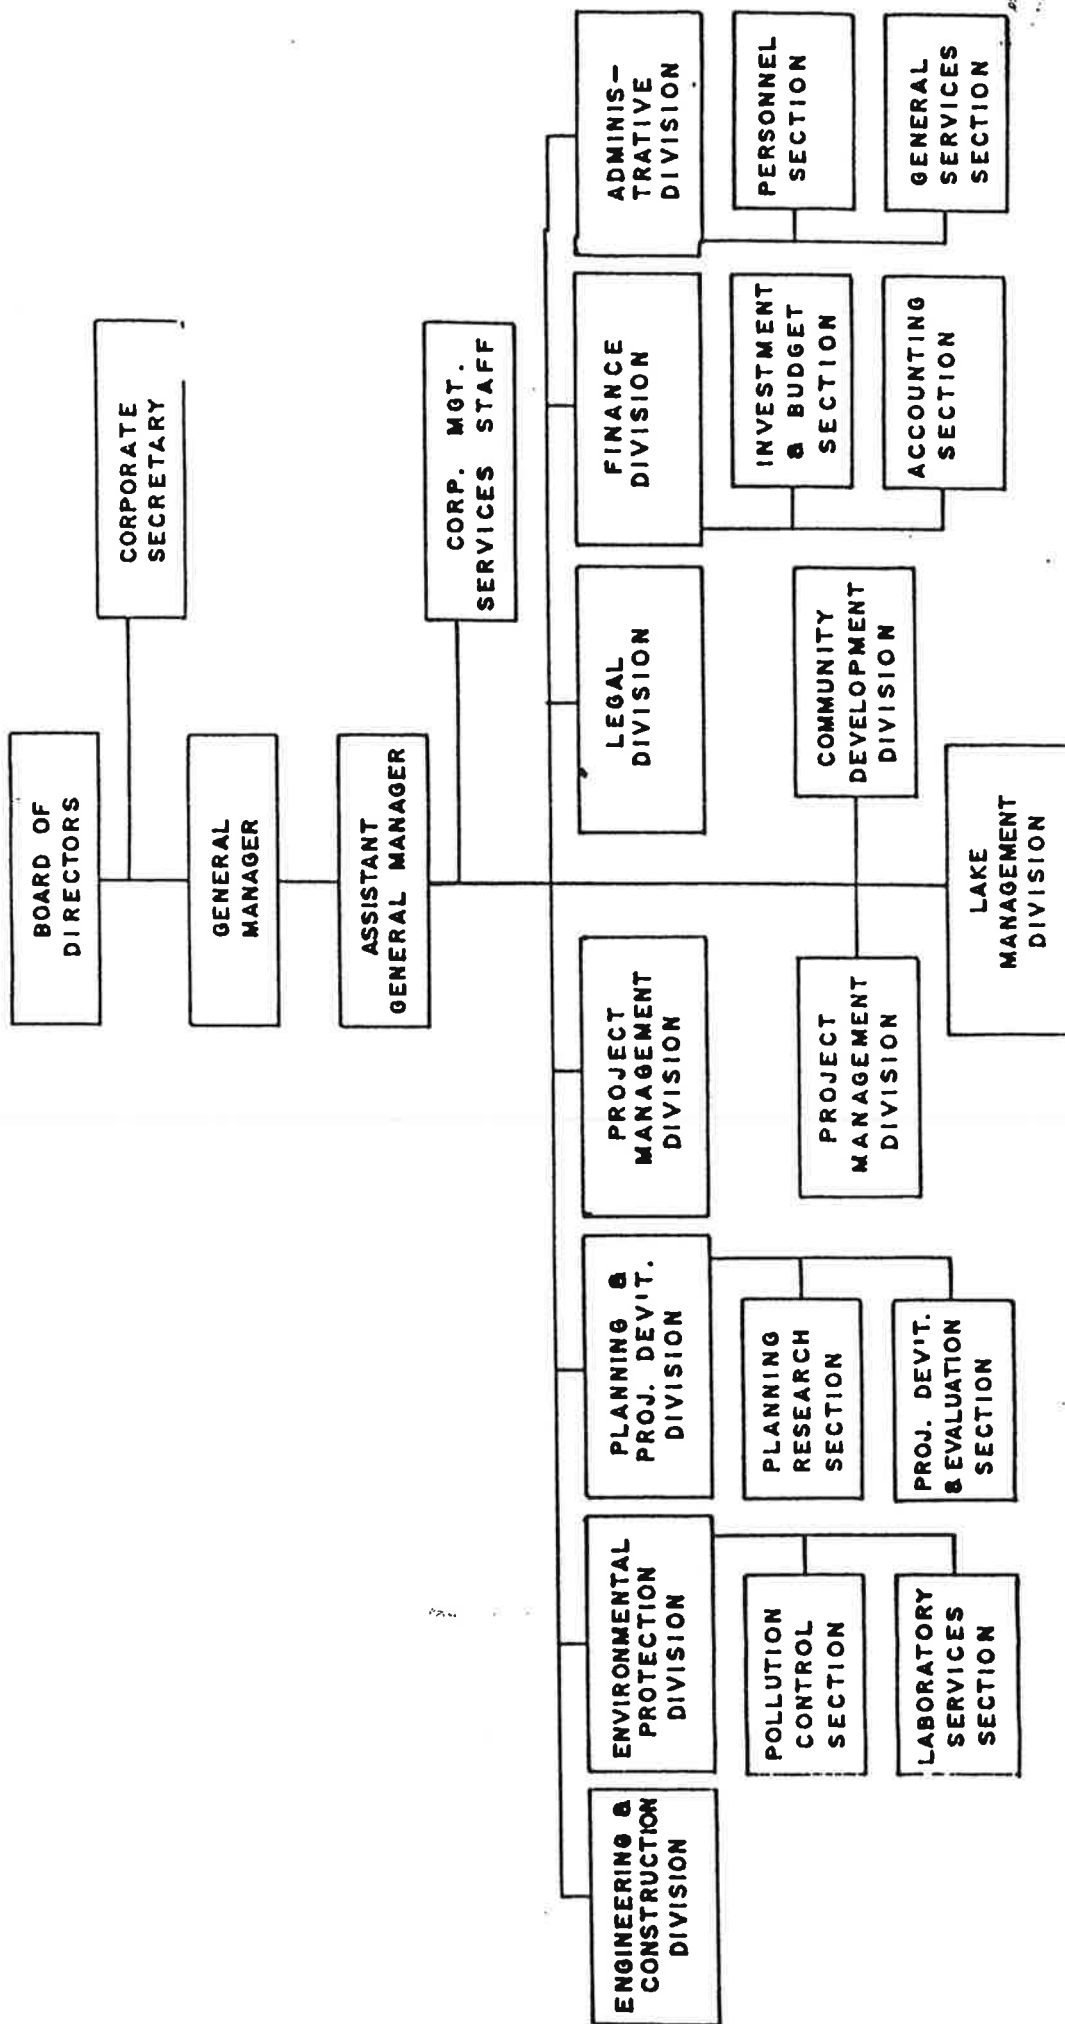 BOARD OF
DIRECTORS
CORPORATE
SECRETARY
GENERAL
MANAGER
ASSISTANT
GENERAL MANAGER
CORP. MGT.
SERVICES STAFF
ENGINEERING &
CONSTRUCTION
DIVISION
ENVIRONMENTAL
PROTECTION
DIVISION
PLANNING &
PROJ. DEV'T.
DIVISION
PROJECT
MANAGEMENT
DIVISION
LEGAL
DIVISION
FINANCE
DIVISION
ADMINIS-
TRATIVE
DIVISION
POLLUTION
CONTROL
SECTION
PLANNING
RESEARCH
SECTION
PROJECT
MANAGEMENT
DIVISION
COMMUNITY
DEVELOPMENT
DIVISION
INVESTMENT
& BUDGET
SECTION
PERSONNEL
SECTION
LABORATORY
SERVICES
SECTION
PROJ. DEV'T.
& EVALUATION
SECTION
LAKE
MANAGEMENT
DIVISION
ACCOUNTING
SECTION
GENERAL
SERVICES
SECTION